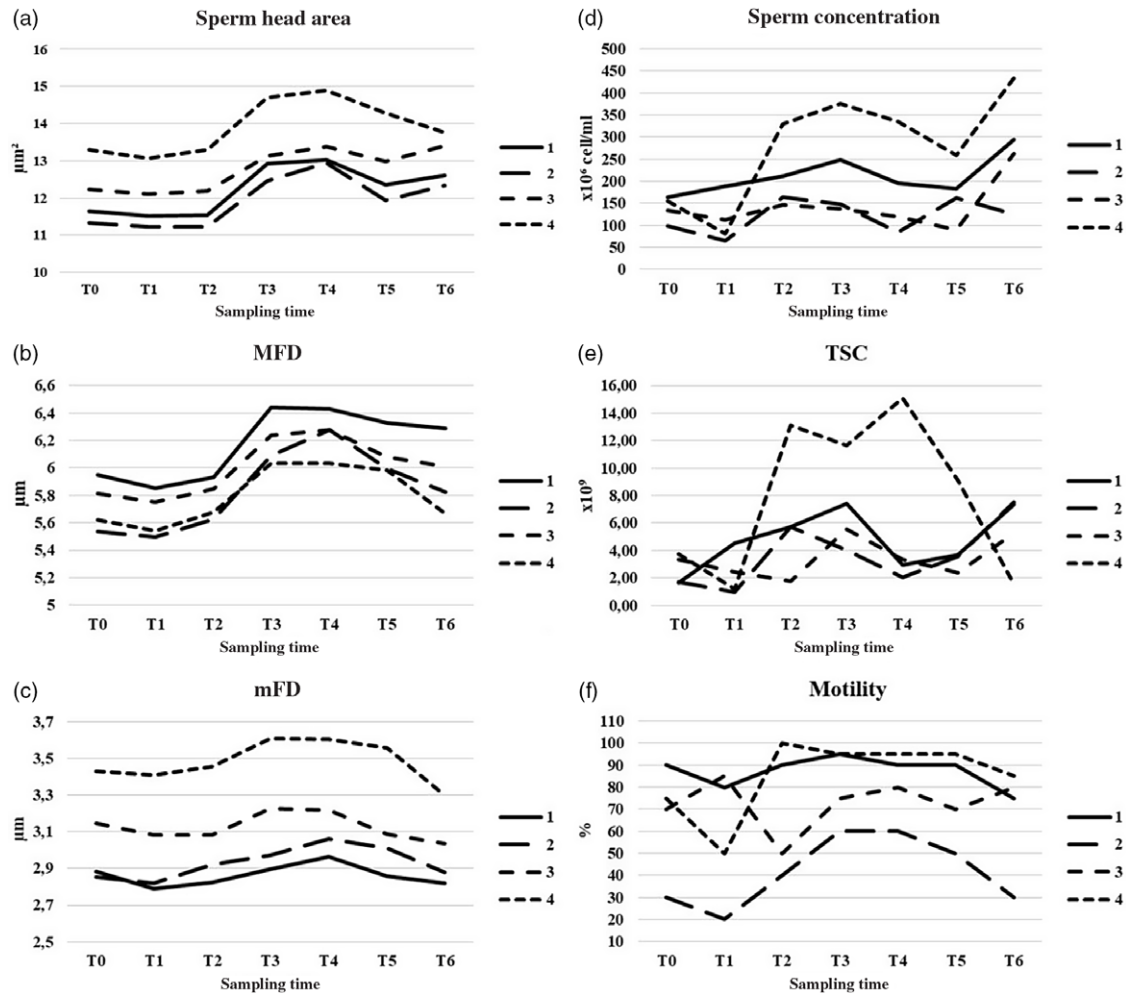 (a)
Sperm head area
16
15
14
13
12
11
10
µm²
T0 T1 T2 T3 T4 T5 T6
Sampling time
1
2
3
4
(b)
MFD
6,6
6,4
6,2
6
5,8
5,6
5,4
5,2
5
µm
T0 T1 T2 T3 T4 T5 T6
Sampling time
1
2
3
4
(c)
mFD
3,7
3,5
3,3
3,1
2,9
2,7
2,5
µm
T0 T1 T2 T3 T4 T5 T6
Sampling time
1
2
3
4
(d)
Sperm concentration
500
450
400
350
300
250
200
150
100
50
0
x10⁶ cell/ml
T0 T1 T2 T3 T4 T5 T6
Sampling time
1
2
3
4
(e)
TSC
16,00
14,00
12,00
10,00
8,00
6,00
4,00
2,00
0,00
x10⁹
T0 T1 T2 T3 T4 T5 T6
Sampling time
1
2
3
4
(f)
Motility
110
100
90
80
70
60
50
40
30
20
10
%
T0 T1 T2 T3 T4 T5 T6
Sampling time
1
2
3
4